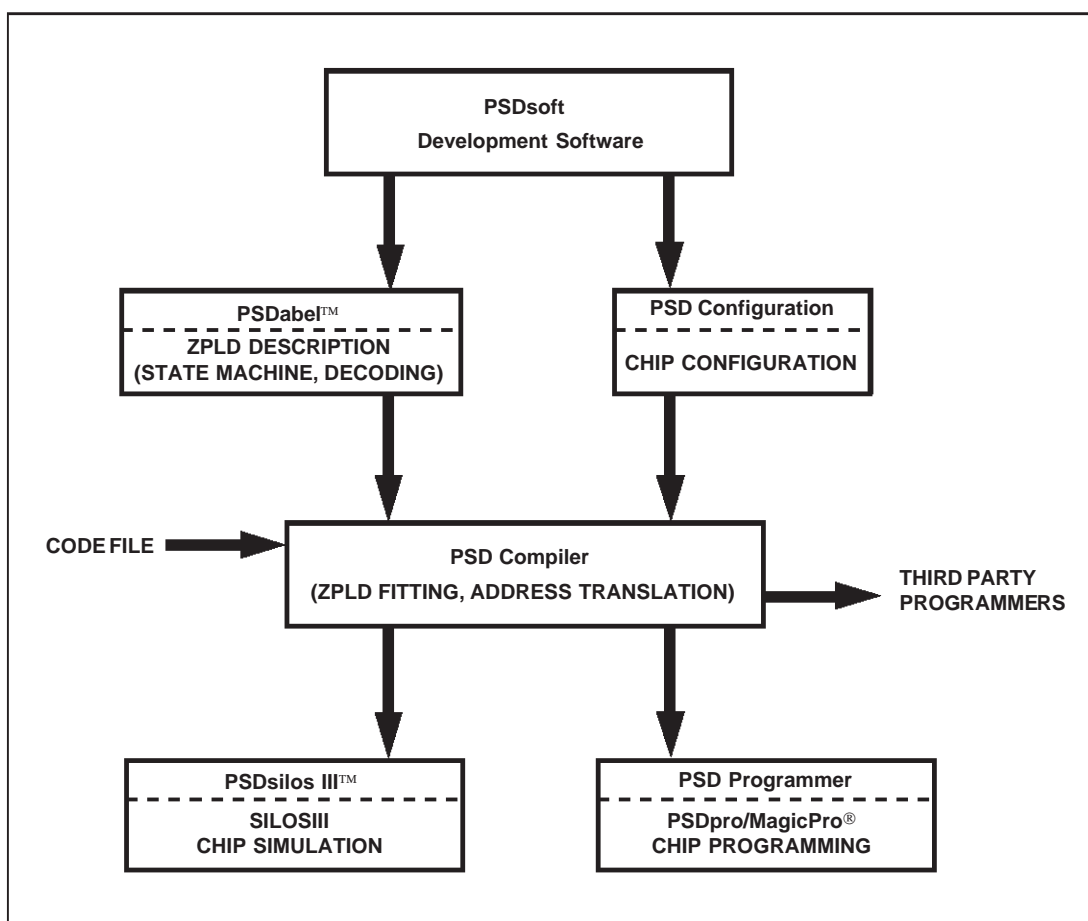 PSDsoft
Development Software
PSDabel™
ZPLD DESCRIPTION
(STATE MACHINE, DECODING)
PSD Configuration
CHIP CONFIGURATION
CODE FILE
PSD Compiler
(ZPLD FITTING, ADDRESS TRANSLATION)
THIRD PARTY
PROGRAMMERS
PSDsilos III™
SILOSIII
CHIP SIMULATION
PSD Programmer
PSDpro/MagicPro®
CHIP PROGRAMMING